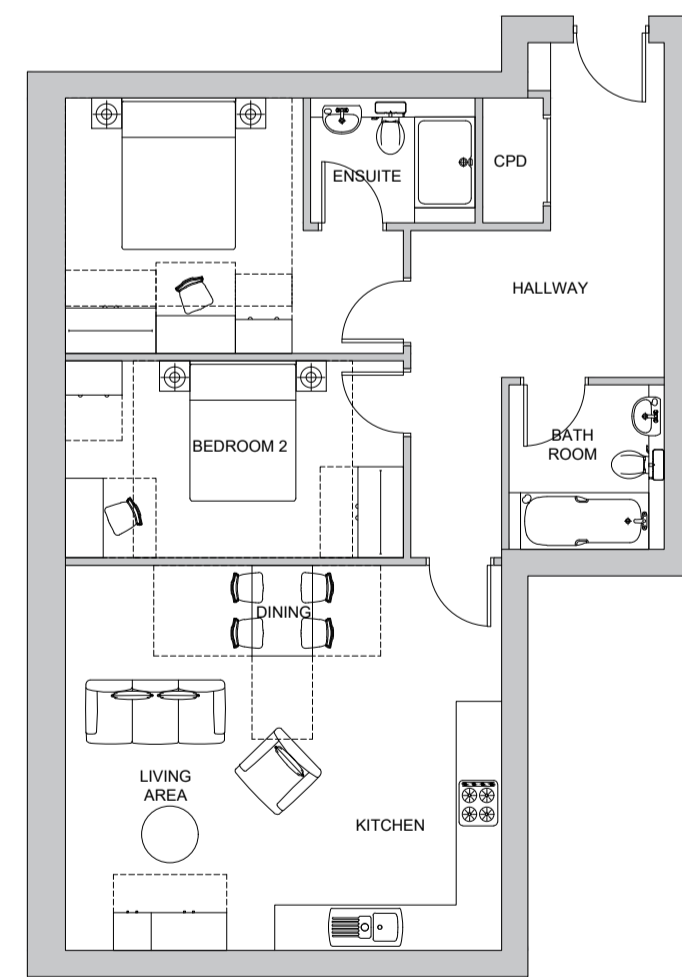 ENSUITE
CPD
HALLWAY
BEDROOM 2
BATH
ROOM
DINING
LIVING
AREA
KITCHEN